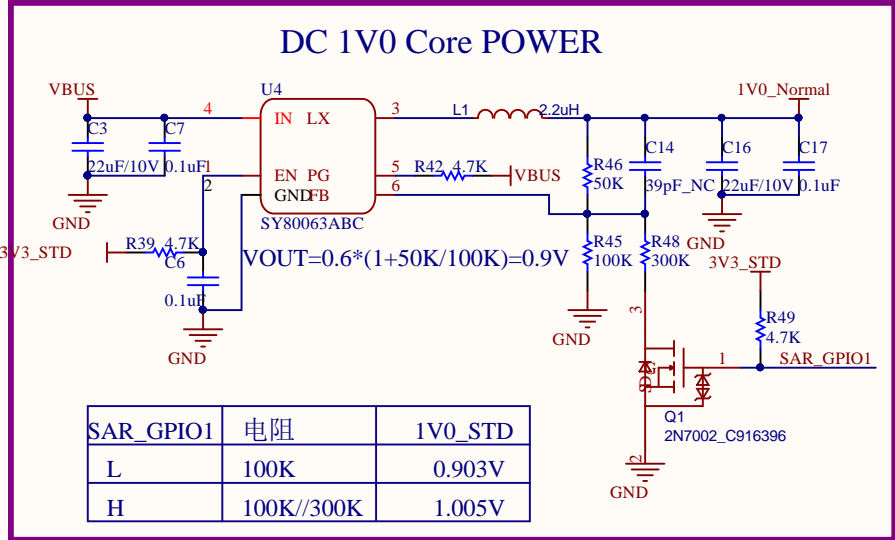 DC 1V0 Core POWER
VBUS
U4
1V0_Normal
4
IN LX
3
L1
2.2uH
C3
C7
C14
C16
C17
22uF/10V
0.1uF
1
EN PG
5
R42 4.7K
VBUS
R46
50K
39pF_NC
22uF/10V
0.1uF
2
GND FB
6
GND
SY80063ABC
GND
3V3_STD
R39 4.7K
C6
VOUT=0.6*(1+50K/100K)=0.9V
R45
100K
R48
300K
3V3_STD
0.1uF
GND
GND
3
R49
4.7K
1
SAR_GPIO1
Q1
2N7002_C916396
2
GND
SAR_GPIO1 电阻 1V0_STD
L 100K 0.903V
H 100K//300K 1.005V